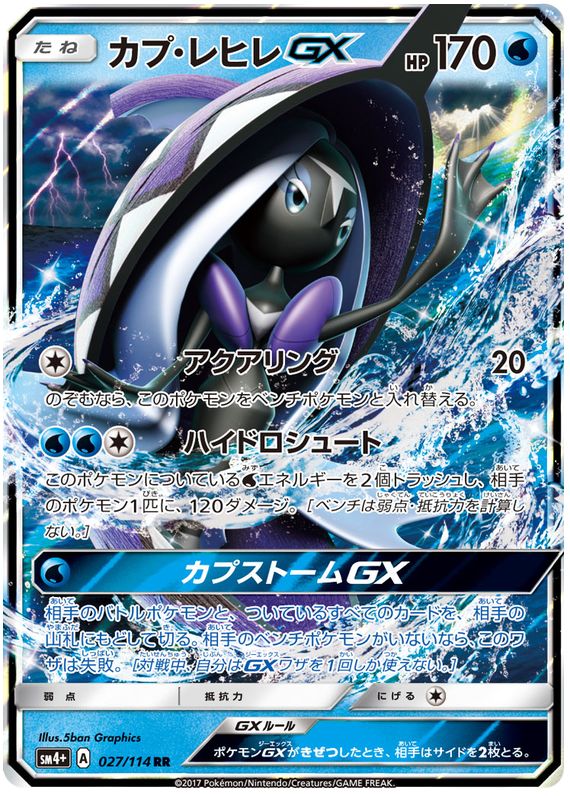 たね カプ・レヒレGX HP170
アクアリング 20
のぞむなら、このポケモンをベンチポケモンと入れ替える。
ハイドロシュート
このポケモンについている エネルギーを2個トラッシュし、相手
のポケモン1匹に、120ダメージ。[ベンチは弱点・抵抗力を計算し
ない。]
カプストームGX
相手のバトルポケモンと、ついているすべてのカードを、相手の
山札にもどして切る。相手のベンチポケモンがいないなら、このワ
ザは失敗。[対戦中、自分はGXワザを1回しか使えない。]
弱点 抵抗力 にげる
Illus.5ban Graphics
GXルール
SM4+ A 027/114 RR
ポケモンGXがきぜつしたとき、相手はサイドを2枚とる。
©2017 Pokémon/Nintendo/Creatures/GAME FREAK.